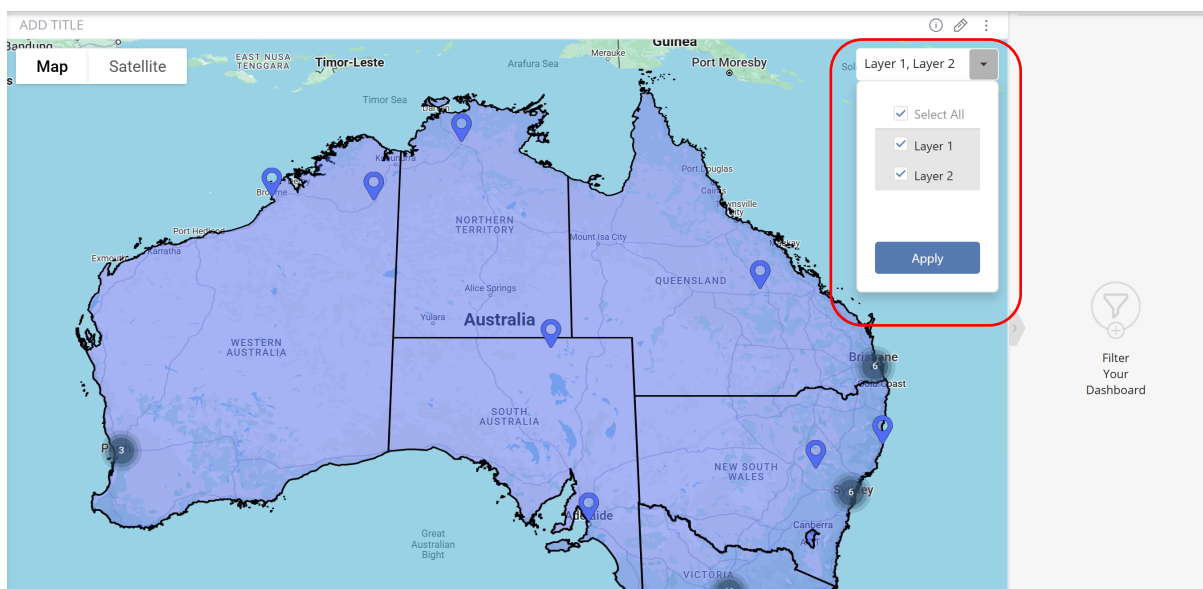 ADD TITLE
Bandung
Guinea
EAST NUSA
TENGGARA
Timor-Leste
Arafura Sea
Merauke
Port Moresby
Map
Satellite
Layer 1, Layer 2
Select All
Layer 1
Layer 2
Apply
Timor Sea
Kununurra
Broome
Port Hedland
Karratha
Exmouth
NORTHERN
TERRITORY
Mount Isa City
Port Douglas
Cairns
Townsville
City
Mackay
QUEENSLAND
Alice Springs
Yulara
Australia
WESTERN
AUSTRALIA
SOUTH
AUSTRALIA
Brisbane
6
Gold Coast
3
NEW SOUTH
WALES
Sydney
6
Adelaide
Canberra
Great
Australian
Bight
VICTORIA
Filter
Your
Dashboard